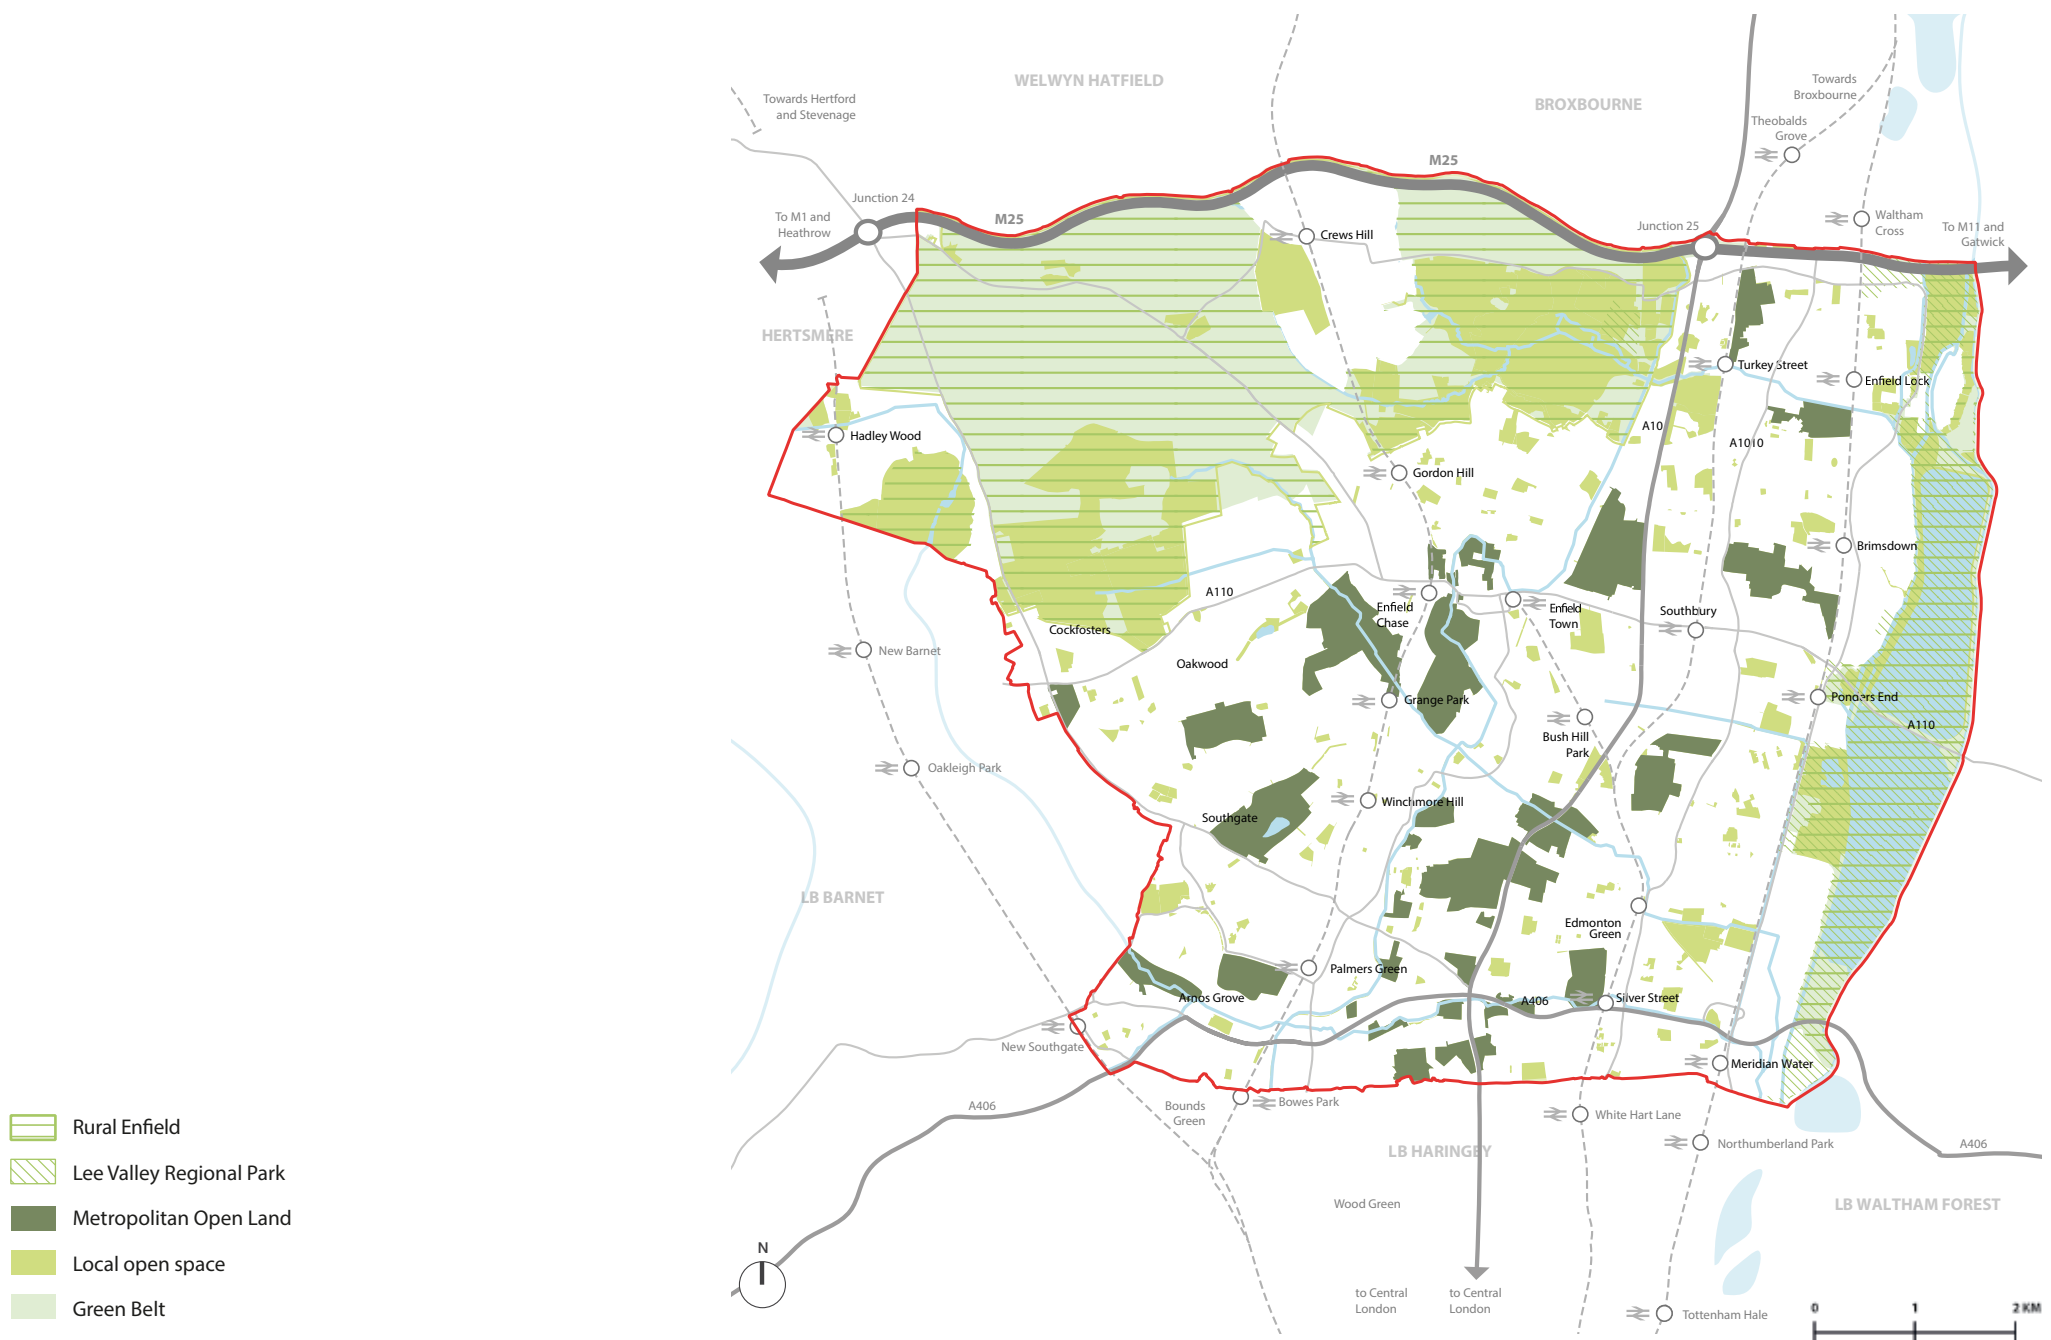 WELWYN HATFIELD
Towards
Broxbourne
Towards Hertford
and Stevenage
BROXBOURNE
Theobalds
Grove
M25
Junction 24
To M1 and
Heathrow
M25
Junction 25
Waltham
Cross
To M11 and
Gatwick
Crews Hill
HERTSMERE
Turkey Street
Enfield Lock
Hadley Wood
A10
A1010
Gordon Hill
Brimsdown
A110
Enfield
Chase
Enfield
Town
Southbury
Cockfosters
New Barnet
Oakwood
Grange Park
Ponders End
A110
Bush Hill
Park
Oakleigh Park
Winchmore Hill
Southgate
LB BARNET
Edmonton
Green
Palmers Green
Arnos Grove
A406
Silver Street
New Southgate
Meridian Water
A406
Bounds
Green
Bowes Park
White Hart Lane
Northumberland Park
A406
LB HARINGEY
Wood Green
LB WALTHAM FOREST
Rural Enfield
Lee Valley Regional Park
Metropolitan Open Land
Local open space
Green Belt
N
to Central
London
to Central
London
Tottenham Hale
0 1 2 KM